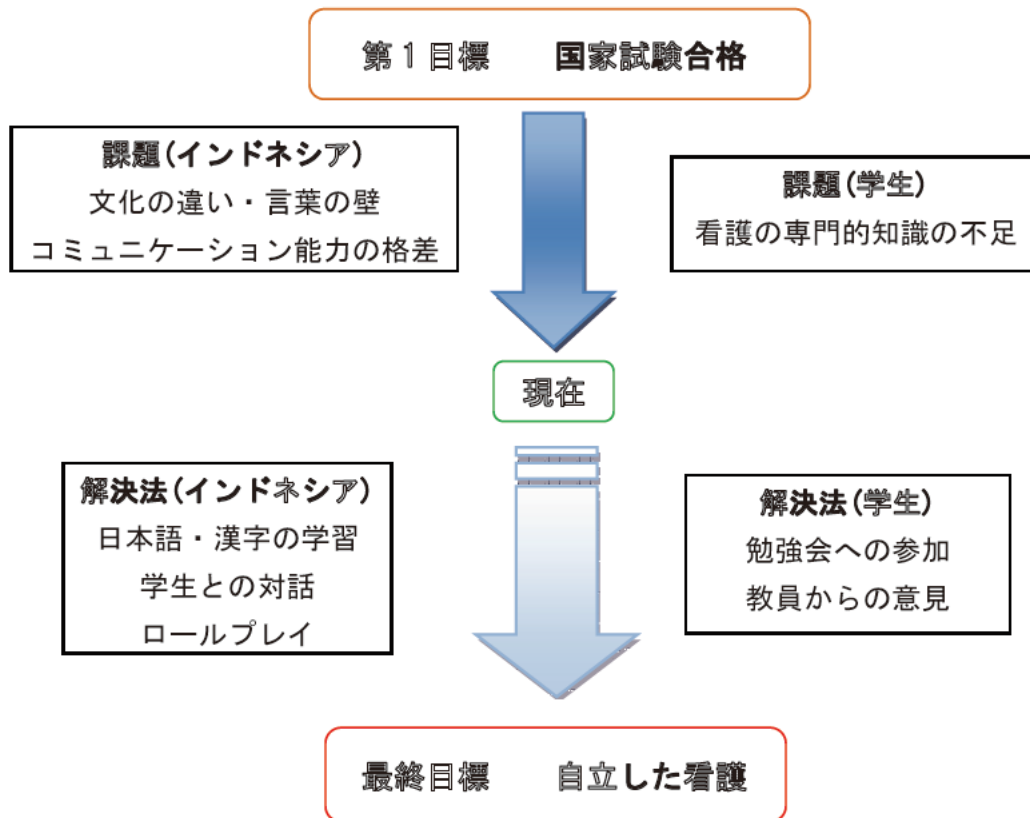 第1目標　国家試験合格
課題(インドネシア)
文化の違い・言葉の壁
コミュニケーション能力の格差
課題(学生)
看護の専門的知識の不足
現在
解決法(インドネシア)
日本語・漢字の学習
学生との対話
ロールプレイ
解決法(学生)
勉強会への参加
教員からの意見
最終目標　自立した看護